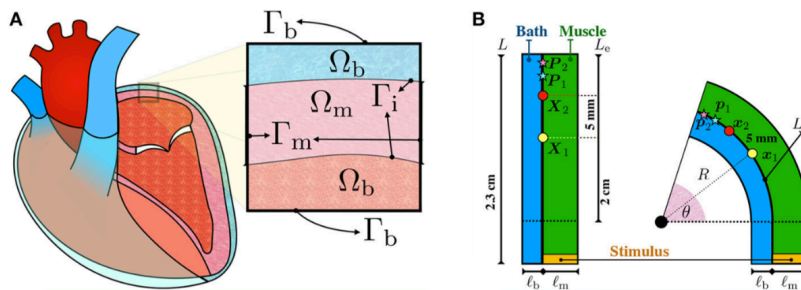 A
Γb
Ωb
Ωm
Γi
Γm
Ωb
Γb
B
Bath
Muscle
L
Le
P2
P1
X2
X1
5 mm
2.3 cm
2 cm
Stimulus
ℓb
ℓm
p1
p2
x2
5 mm
x1
L
R
θ
ℓb
ℓm